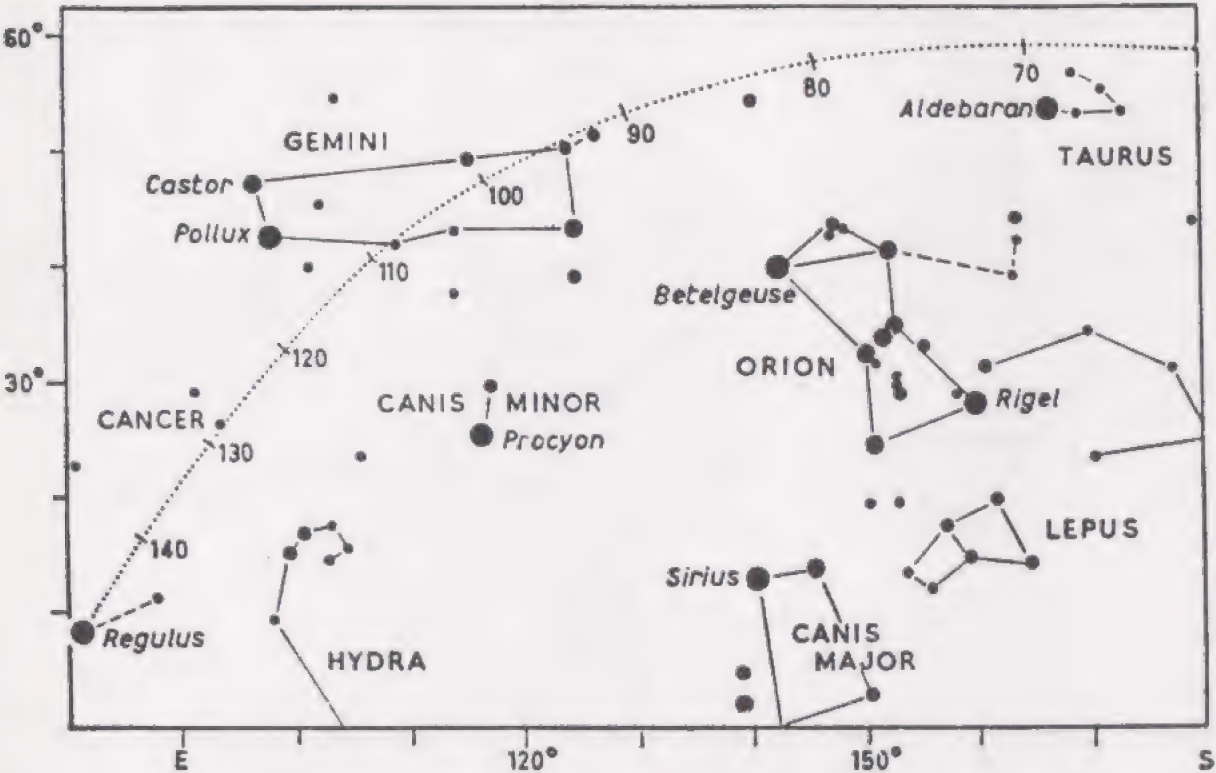 60°
70
80
Aldebaran
90
GEMINI
TAURUS
Castor
100
Pollux
110
Betelgeuse
120
ORION
30°
CANIS MINOR
Rigel
CANCER
Procyon
130
LEPUS
140
Sirius
Regulus
CANIS
MAJOR
HYDRA
E
120°
150°
S